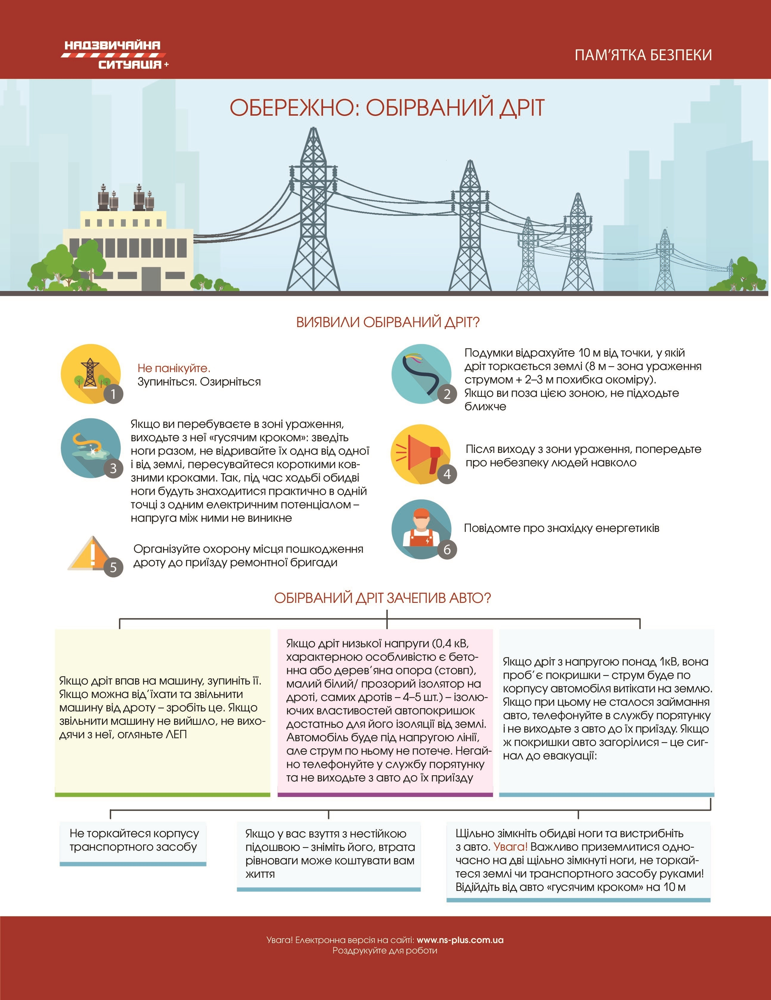 НАДЗВИЧАЙНА
СИТУАЦІЯ+
ПАМ’ЯТКА БЕЗПЕКИ
ОБЕРЕЖНО: ОБІРВАНИЙ ДРІТ
ВИЯВИЛИ ОБІРВАНИЙ ДРІТ?
1
Не панікуйте.
Зупиніться. Озирніться
2
Подумки відрахуйте 10 м від точки, у якій
дріт торкається землі (8 м – зона ураження
струмом + 2–3 м похибка окоміру).
Якщо ви поза цією зоною, не підходьте
ближче
3
Якщо ви перебуваєте в зоні ураження,
виходьте з неї «гусячим кроком»: зведіть
ноги разом, не відривайте їх одна від одної
і від землі, пересувайтеся короткими ков-
зними кроками. Так, під час ходьбі обидві
ноги будуть знаходитися практично в одній
точці з одним електричним потенціалом –
напруга між ними не виникне
4
Після виходу з зони ураження, попередьте
про небезпеку людей навколо
5
Організуйте охорону місця пошкодження
дроту до приїзду ремонтної бригади
6
Повідомте про знахідку енергетиків
ОБІРВАНИЙ ДРІТ ЗАЧЕПИВ АВТО?
Якщо дріт впав на машину, зупиніть її.
Якщо можна від’їхати та звільнити
машину від дроту – зробіть це. Якщо
звільнити машину не вийшло, не вихо-
дячи з неї, огляньте ЛЕП
Якщо дріт низької напруги (0,4 кВ,
характерною особливістю є бето-
нна або дерев’яна опора (стовп),
малий білий/ прозорий ізолятор на
дроті, самих дротів – 4–5 шт.) – ізолю-
ючих властивостей автопокришок
достатньо для його ізоляції від землі.
Автомобіль буде під напругою лінії,
але струм по ньому не потече. Негай-
но телефонуйте у службу порятунку
та не виходьте з авто до їх приїзду
Якщо дріт з напругою понад 1кВ, вона
проб’є покришки – струм буде по
корпусу автомобіля витікати на землю.
Якщо при цьому не сталося займання
авто, телефонуйте в службу порятунку
і не виходьте з авто до їх приїзду. Якщо
ж покришки авто загорілися – це сиг-
нал до евакуації:
Не торкайтеся корпусу
транспортного засобу
Якщо у вас взуття з нестійкою
підошвою – зніміть його, втрата
рівноваги може коштувати вам
життя
Щільно зімкніть обидві ноги та вистрибніть
з авто. Увага! Важливо приземлитися одно-
часно на дві щільно зімкнуті ноги, не торкай-
теся землі чи транспортного засобу руками!
Відійдіть від авто «гусячим кроком» на 10 м
Увага! Електронна версія на сайті: www.ns-plus.com.ua
Роздрукуйте для роботи